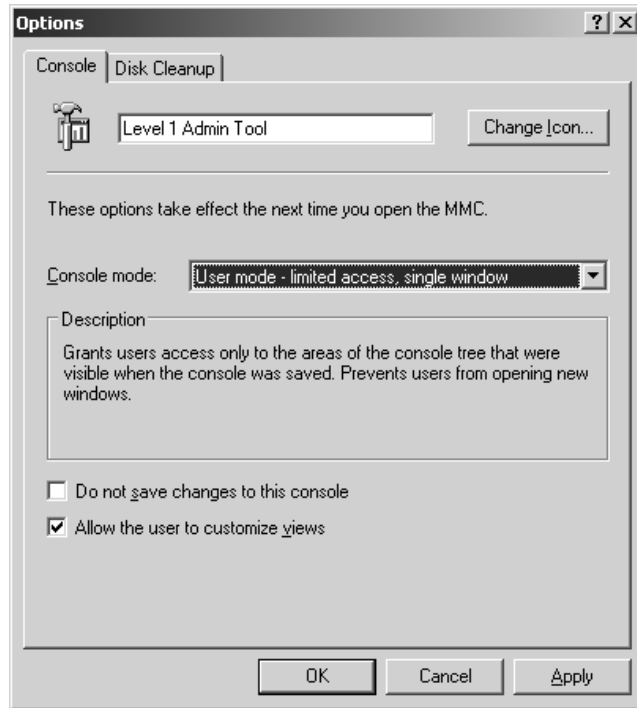 Options
Console
Disk Cleanup
Level 1 Admin Tool
Change Icon...
These options take effect the next time you open the MMC.
Console mode:
User mode - limited access, single window
Description
Grants users access only to the areas of the console tree that were
visible when the console was saved. Prevents users from opening new
windows.
Do not save changes to this console
Allow the user to customize views
OK
Cancel
Apply